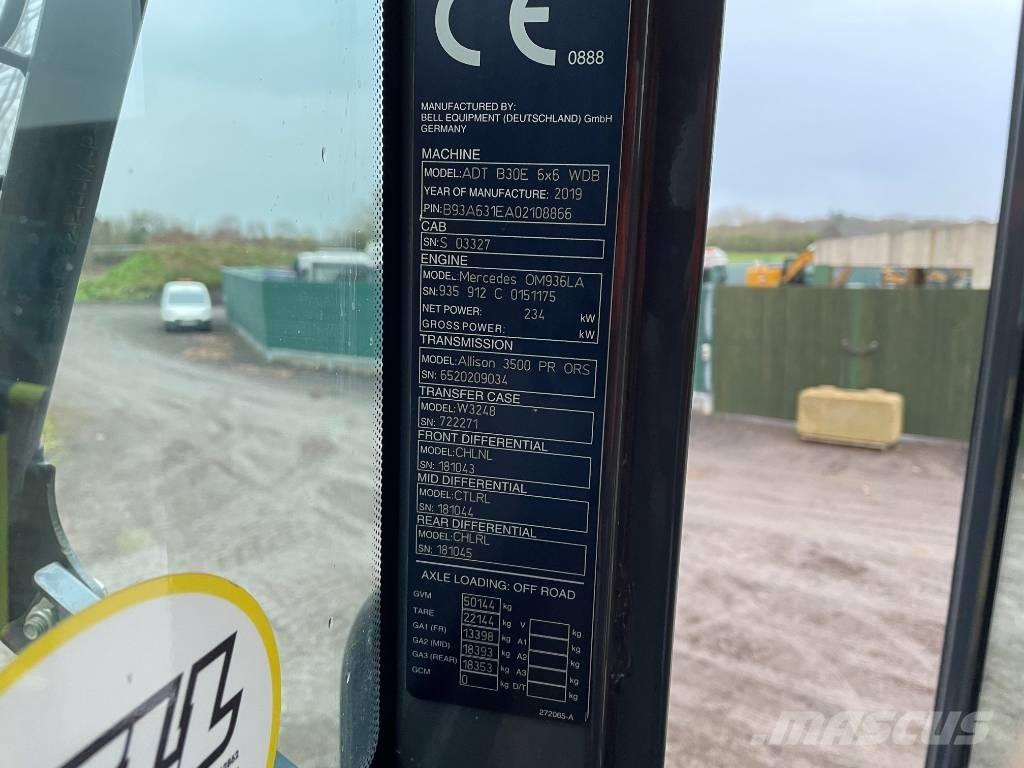 CE 0888
MANUFACTURED BY:
BELL EQUIPMENT (DEUTSCHLAND) GmbH
GERMANY
MACHINE
MODEL: ADT B30E 6x6 WDB
YEAR OF MANUFACTURE: 2019
PIN: B93A631EA02108866
CAB
SN: S 03327
ENGINE
MODEL: Mercedes OM936LA
SN: 935 912 C 0151175
NET POWER: 234 kW
GROSS POWER: kW
TRANSMISSION
MODEL: Allison 3500 PR ORS
SN: 6520209034
TRANSFER CASE
MODEL: W3248
SN: 722271
FRONT DIFFERENTIAL
MODEL: CHLNL
SN: 181043
MID DIFFERENTIAL
MODEL: CTLRL
SN: 181044
REAR DIFFERENTIAL
MODEL: CHLRL
SN: 181045
AXLE LOADING: OFF ROAD
GVM 50144 kg
TARE 22144 kg V kg
GA1 (FR) 13398 kg A1 kg
GA2 (MID) 18393 kg A2 kg
GA3 (REAR) 18353 kg A3 kg
GCM 0 kg D/T kg
272065-A
MASCUS